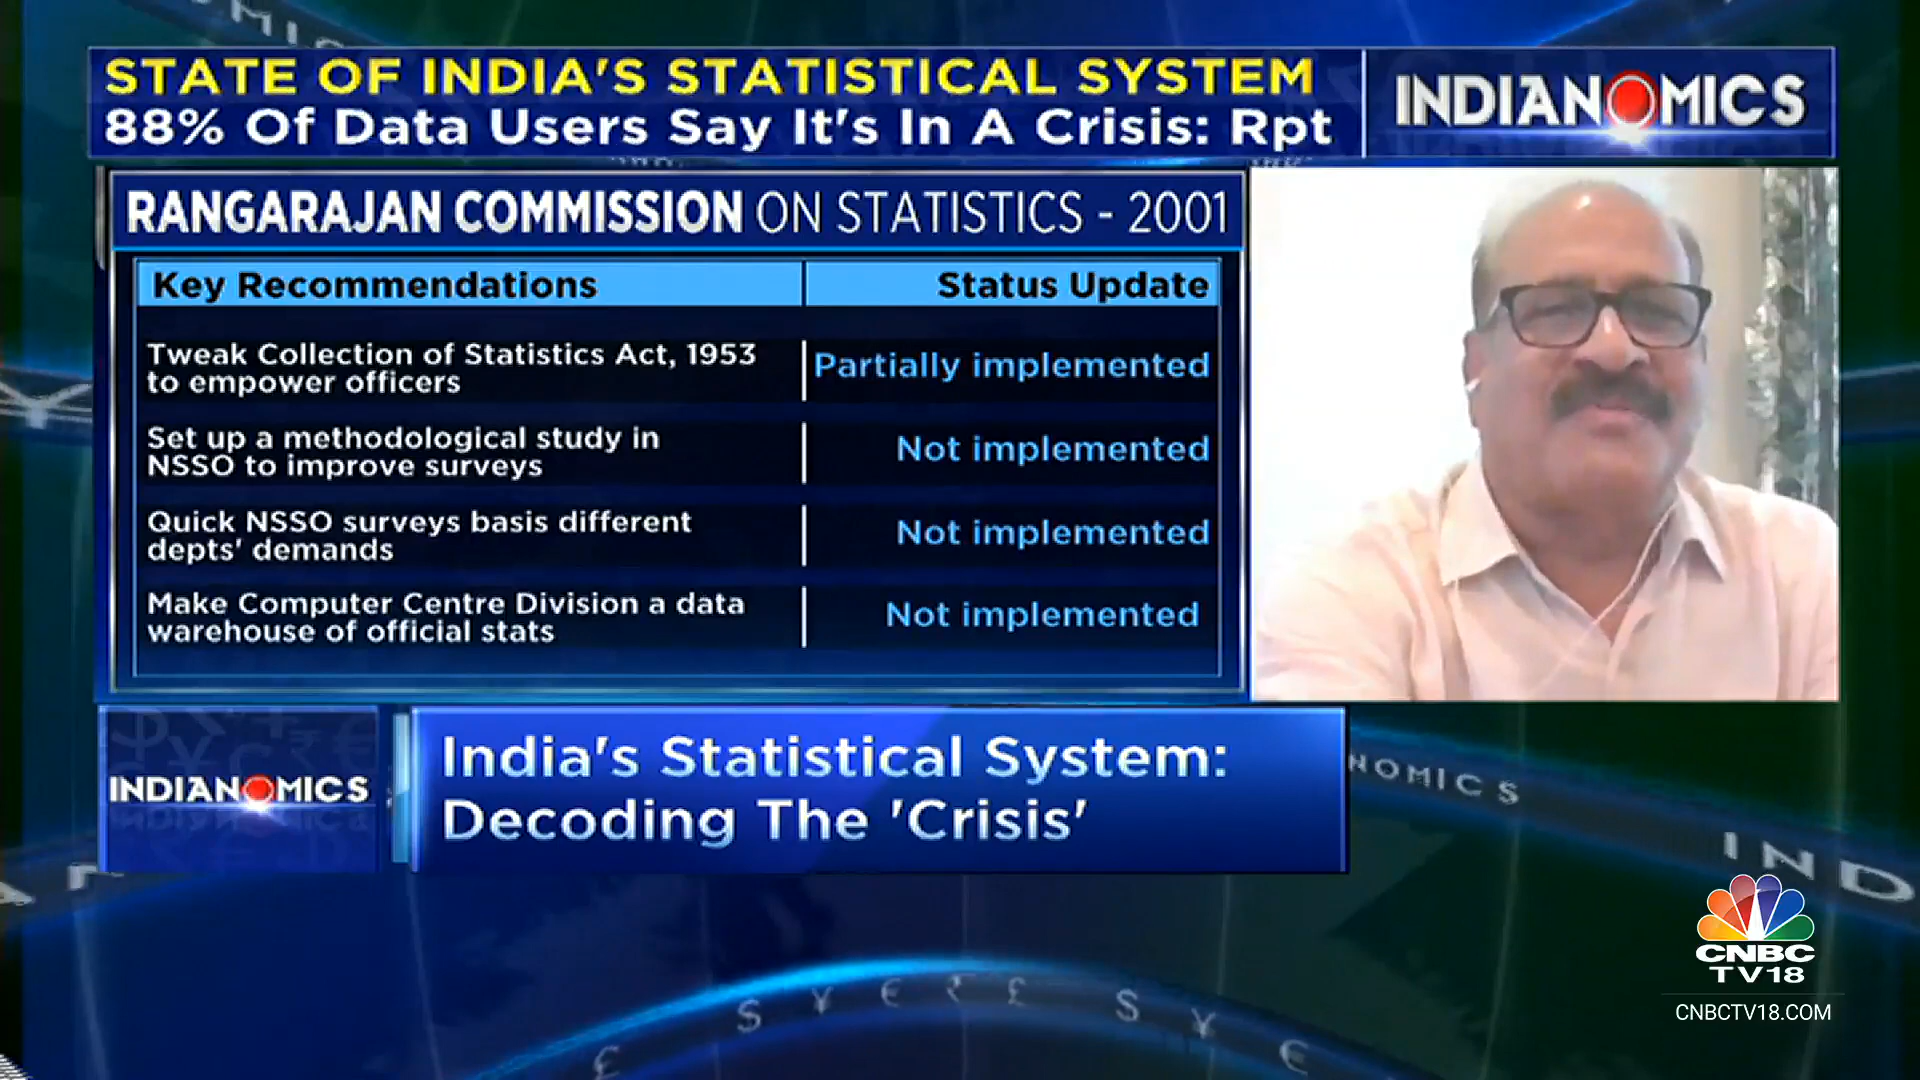 STATE OF INDIA'S STATISTICAL SYSTEM
88% Of Data Users Say It's In A Crisis: Rpt
INDIANOMICS
RANGARAJAN COMMISSION ON STATISTICS - 2001
Key Recommendations Status Update
Tweak Collection of Statistics Act, 1953
to empower officers
Partially implemented
Set up a methodological study in
NSSO to improve surveys
Not implemented
Quick NSSO surveys basis different
depts' demands
Not implemented
Make Computer Centre Division a data
warehouse of official stats
Not implemented
INDIANOMICS
India's Statistical System:
Decoding The 'Crisis'
NOMICS
IND
CNBC
TV18
CNBCTV18.COM
$ ¥ € ₹ £ $ ¥ €
£